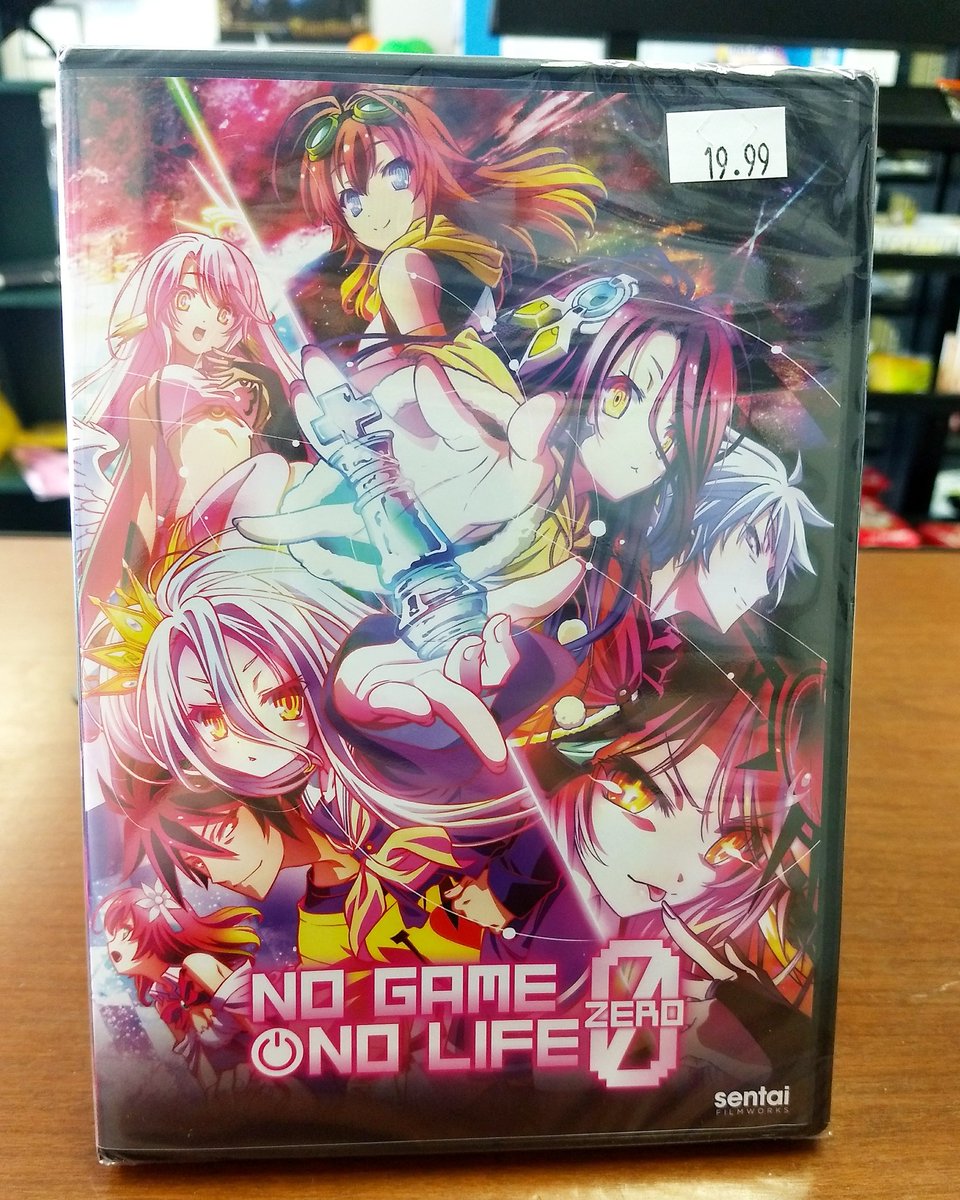 19.99
NO GAME
NO LIFE
ZERO
sentai
FILMWORKS